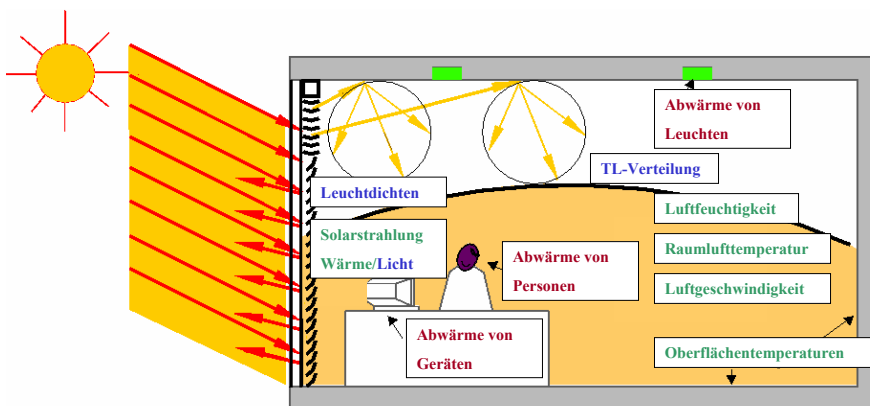 Abwärme von
Leuchten
TL-Verteilung
Leuchtdichten
Luftfeuchtigkeit
Solarstrahlung
Wärme/Licht
Raumlufttemperatur
Abwärme von
Personen
Luftgeschwindigkeit
Abwärme von
Geräten
Oberflächentemperaturen